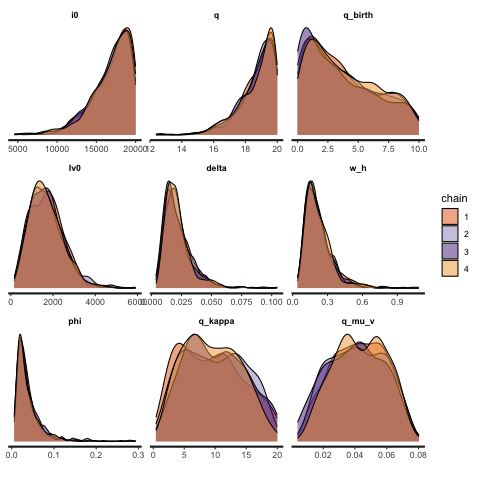 i0 q q_birth
5000 10000 15000 20000 12 14 16 18 20 0.0 2.5 5.0 7.5 10.0
Iv0 delta w_h
0 2000 4000 6000 0.000 0.025 0.050 0.075 0.100 0.0 0.3 0.6 0.9
phi q_kappa q_mu_v
0.0 0.1 0.2 0.3 0 5 10 15 20 0.02 0.04 0.06 0.08
chain
1
2
3
4